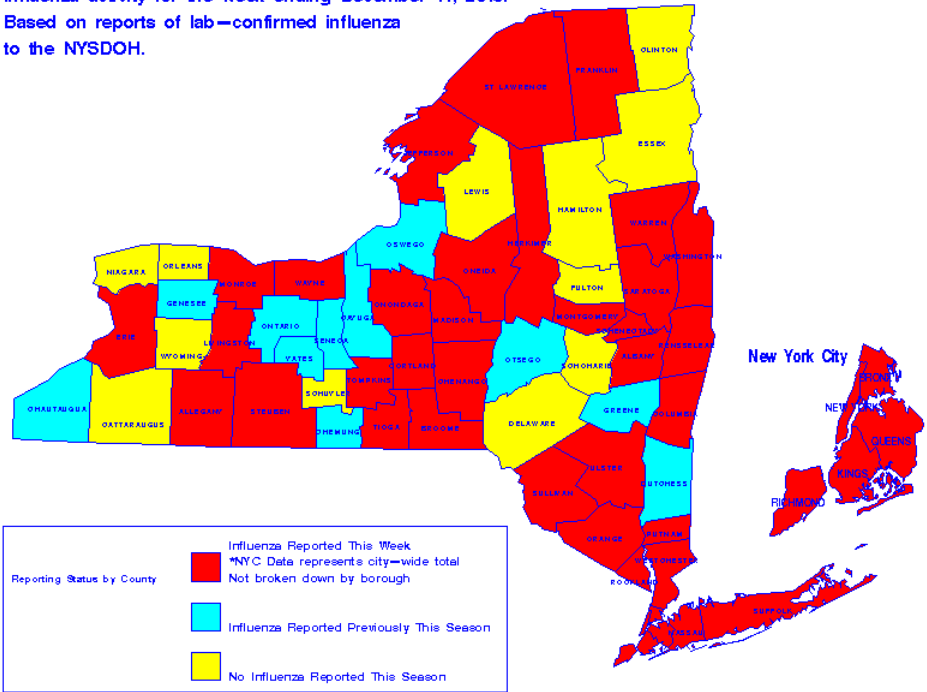 Based on reports of lab—confirmed influenza
to the NYSDOH.
CLINTON
FRANKLIN
ST LAWRENCE
ESSEX
JEFFERSON
LEWIS
HAMILTON
WARREN
OSWEGO
HERKIMER
WASHINGTON
ONEIDA
NIAGARA
ORLEANS
MONROE
WAYNE
FULTON
SARATOGA
GENESEE
ONONDAGA
MADISON
MONTGOMERY
CAYUGA
ONTARIO
SENECA
SCHENECTADY
ERIE
LIVINGSTON
WYOMING
YATES
OTSEGO
SCHOHARIE
ALBANY
RENSSELAER
New York City
CORTLAND
CHENANGO
TOMPKINS
BRONX
SCHUYLE
CHAUTAUQUA
CATTARAUGUS
ALLEGANY
STEUBEN
GREENE
COLUMBIA
NEW YORK
DELAWARE
CHEMUNG
TIOGA
BROOME
QUEENS
ULSTER
KINGS
DUTCHESS
SULLIVAN
RICHMOND
PUTNAM
ORANGE
WESTCHESTER
ROCKLAND
SUFFOLK
NASSAU
Influenza Reported This Week
*NYC Data represents city—wide total
Reporting Status by County
Not broken down by borough
Influenza Reported Previously This Season
No Influenza Reported This Season